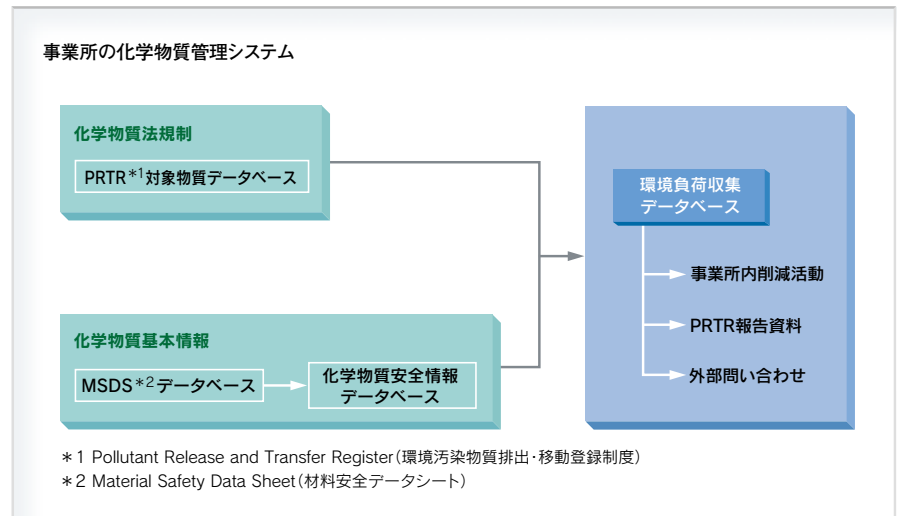 事業所の化学物質管理システム
化学物質法規制
PRTR*1対象物質データベース
化学物質基本情報
MSDS*2データベース
化学物質安全情報
データベース
環境負荷収集
データベース
事業所内削減活動
PRTR報告資料
外部問い合わせ
*1 Pollutant Release and Transfer Register(環境汚染物質排出・移動登録制度)
*2 Material Safety Data Sheet(材料安全データシート)